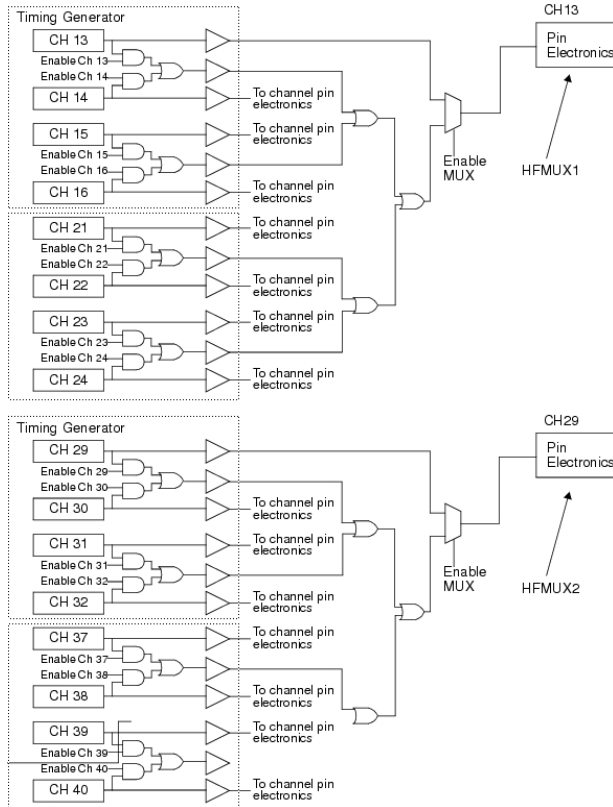 Timing Generator
CH 13
Enable Ch 13
Enable Ch 14
CH 14
To channel pin
electronics
CH 15
To channel pin
electronics
Enable Ch 15
Enable Ch 16
CH 16
To channel pin
electronics
CH 21
To channel pin
electronics
Enable Ch 21
Enable Ch 22
CH 22
To channel pin
electronics
CH 23
To channel pin
electronics
Enable Ch 23
Enable Ch 24
CH 24
To channel pin
electronics
Enable
MUX
CH13
Pin
Electronics
HFMUX1
Timing Generator
CH 29
Enable Ch 29
Enable Ch 30
CH 30
To channel pin
electronics
CH 31
To channel pin
electronics
Enable Ch 31
Enable Ch 32
CH 32
To channel pin
electronics
CH 37
To channel pin
electronics
Enable Ch 37
Enable Ch 38
CH 38
To channel pin
electronics
CH 39
To channel pin
electronics
Enable Ch 39
Enable Ch 40
CH 40
To channel pin
electronics
Enable
MUX
CH29
Pin
Electronics
HFMUX2